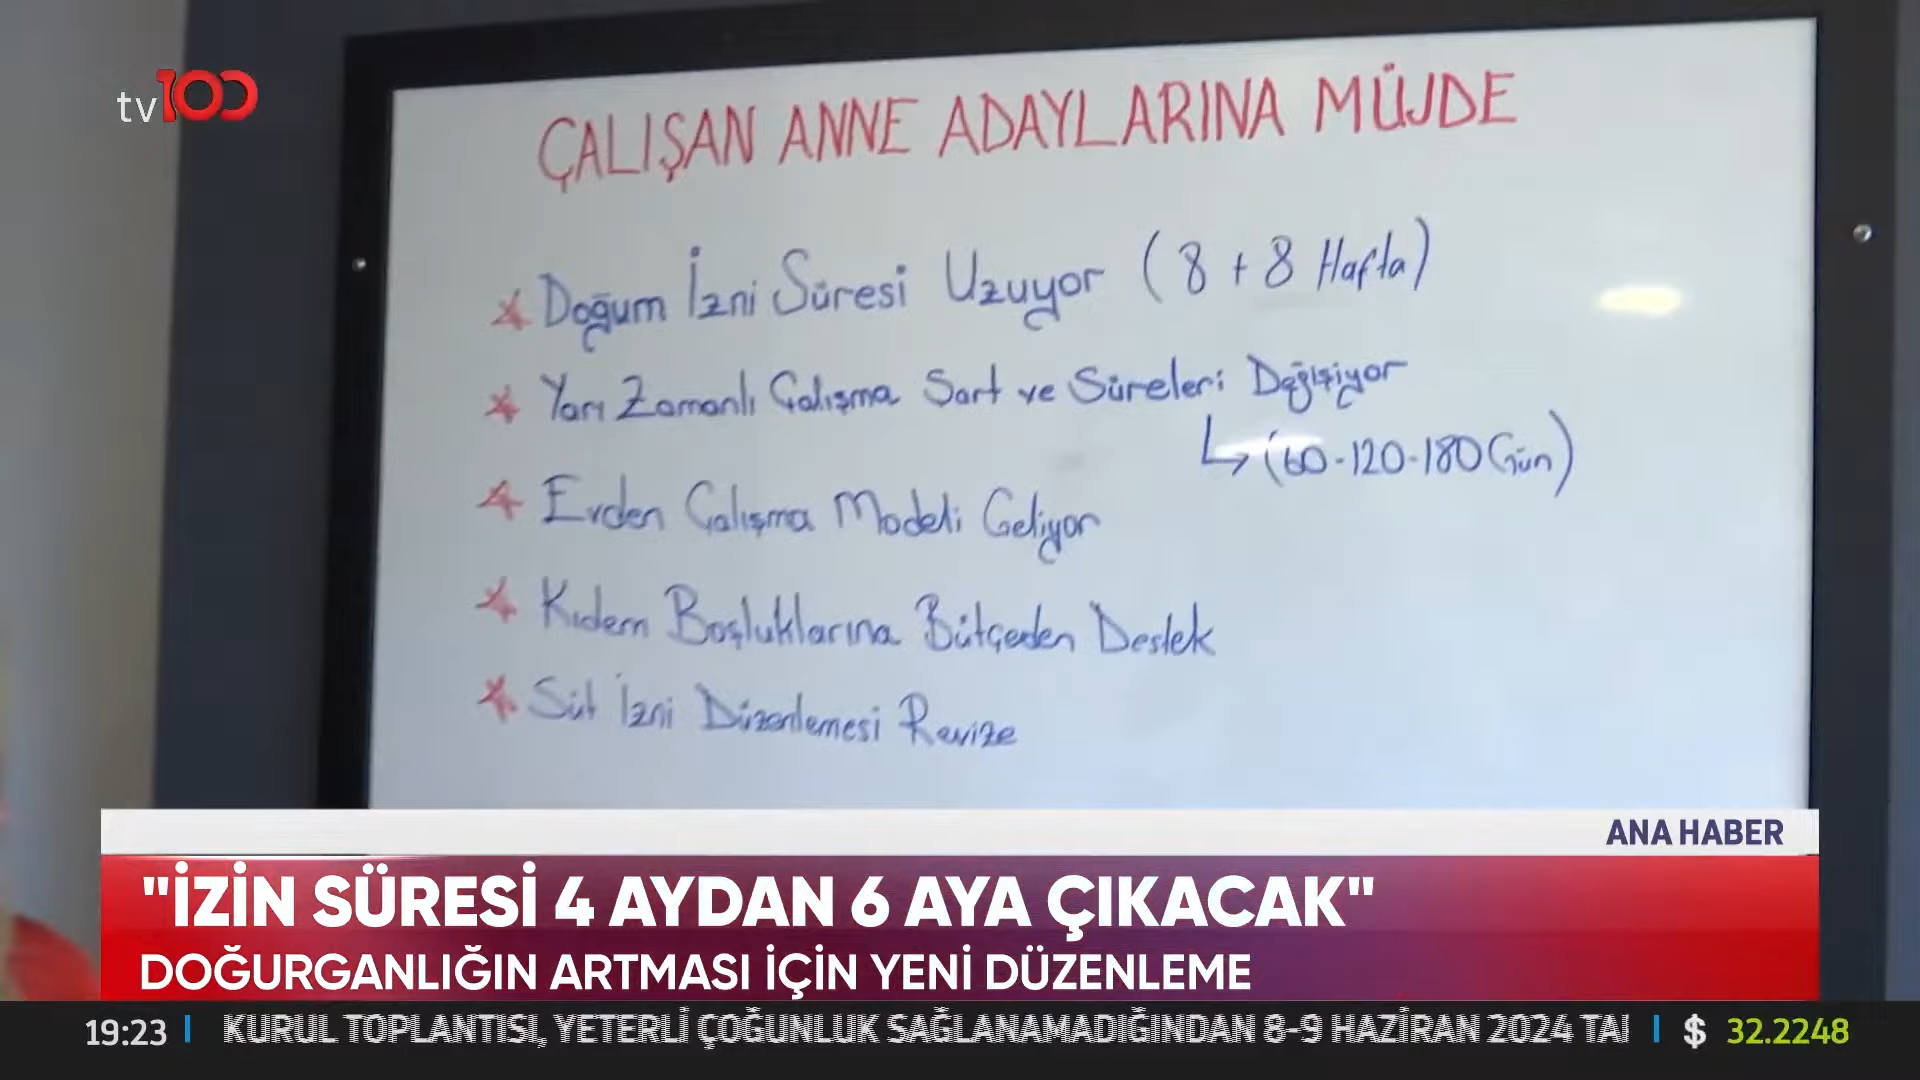 tv100
ÇALIŞAN ANNE ADAYLARINA MÜJDE
* Doğum İzni Süresi Uzuyor (8 + 8 Hafta)
* Yarı Zamanlı Çalışma Şart ve Süreleri Değişiyor
↳ (60-120-180 Gün)
* Evden Çalışma Modeli Geliyor
* Kıdem Boşluklarına Bütçeden Destek
* Süt İzni Düzenlemesi Revize
ANA HABER
"İZİN SÜRESİ 4 AYDAN 6 AYA ÇIKACAK"
DOĞURGANLIĞIN ARTMASI İÇİN YENİ DÜZENLEME
19:23 | KURUL TOPLANTISI, YETERLİ ÇOĞUNLUK SAĞLANAMADIĞINDAN 8-9 HAZİRAN 2024 TAI | $ 32.2248